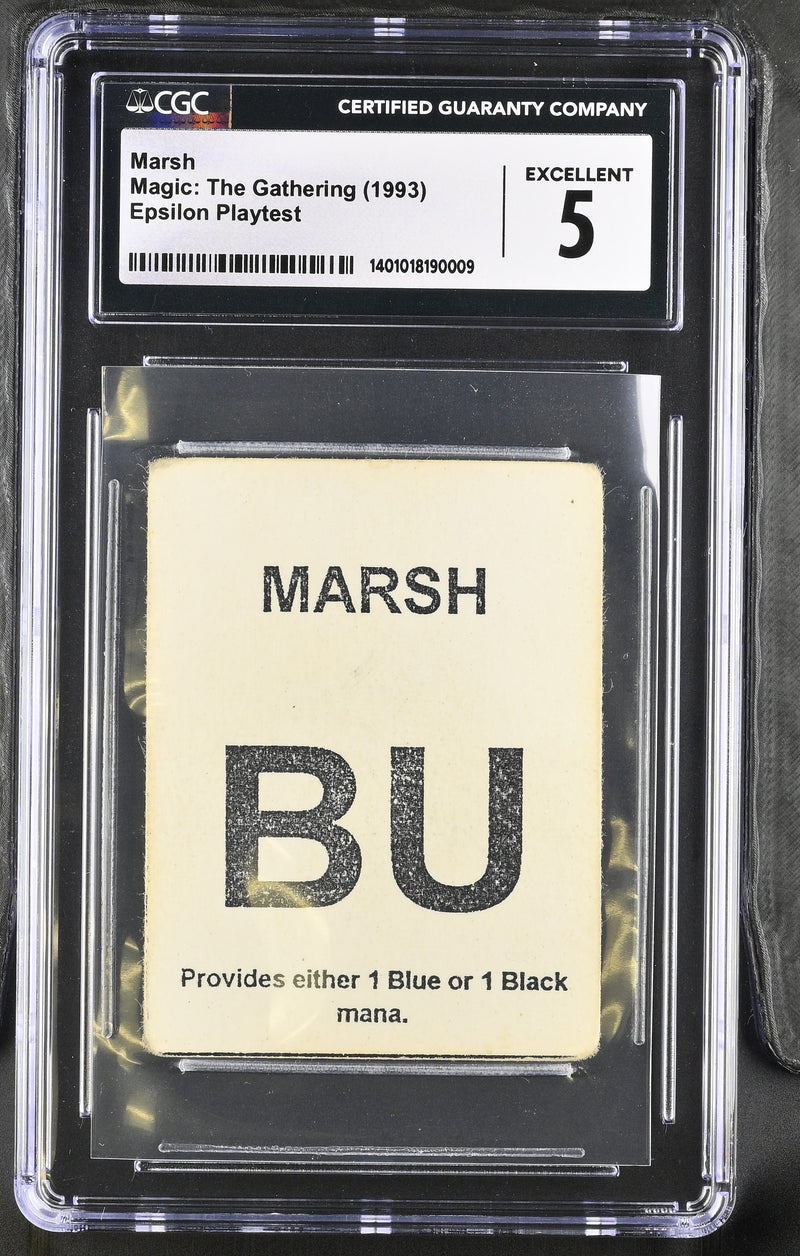 CGC
CERTIFIED GUARANTY COMPANY
Marsh
Magic: The Gathering (1993)
Epsilon Playtest
EXCELLENT
5
1401018190009
MARSH
BU
Provides either 1 Blue or 1 Black
mana.